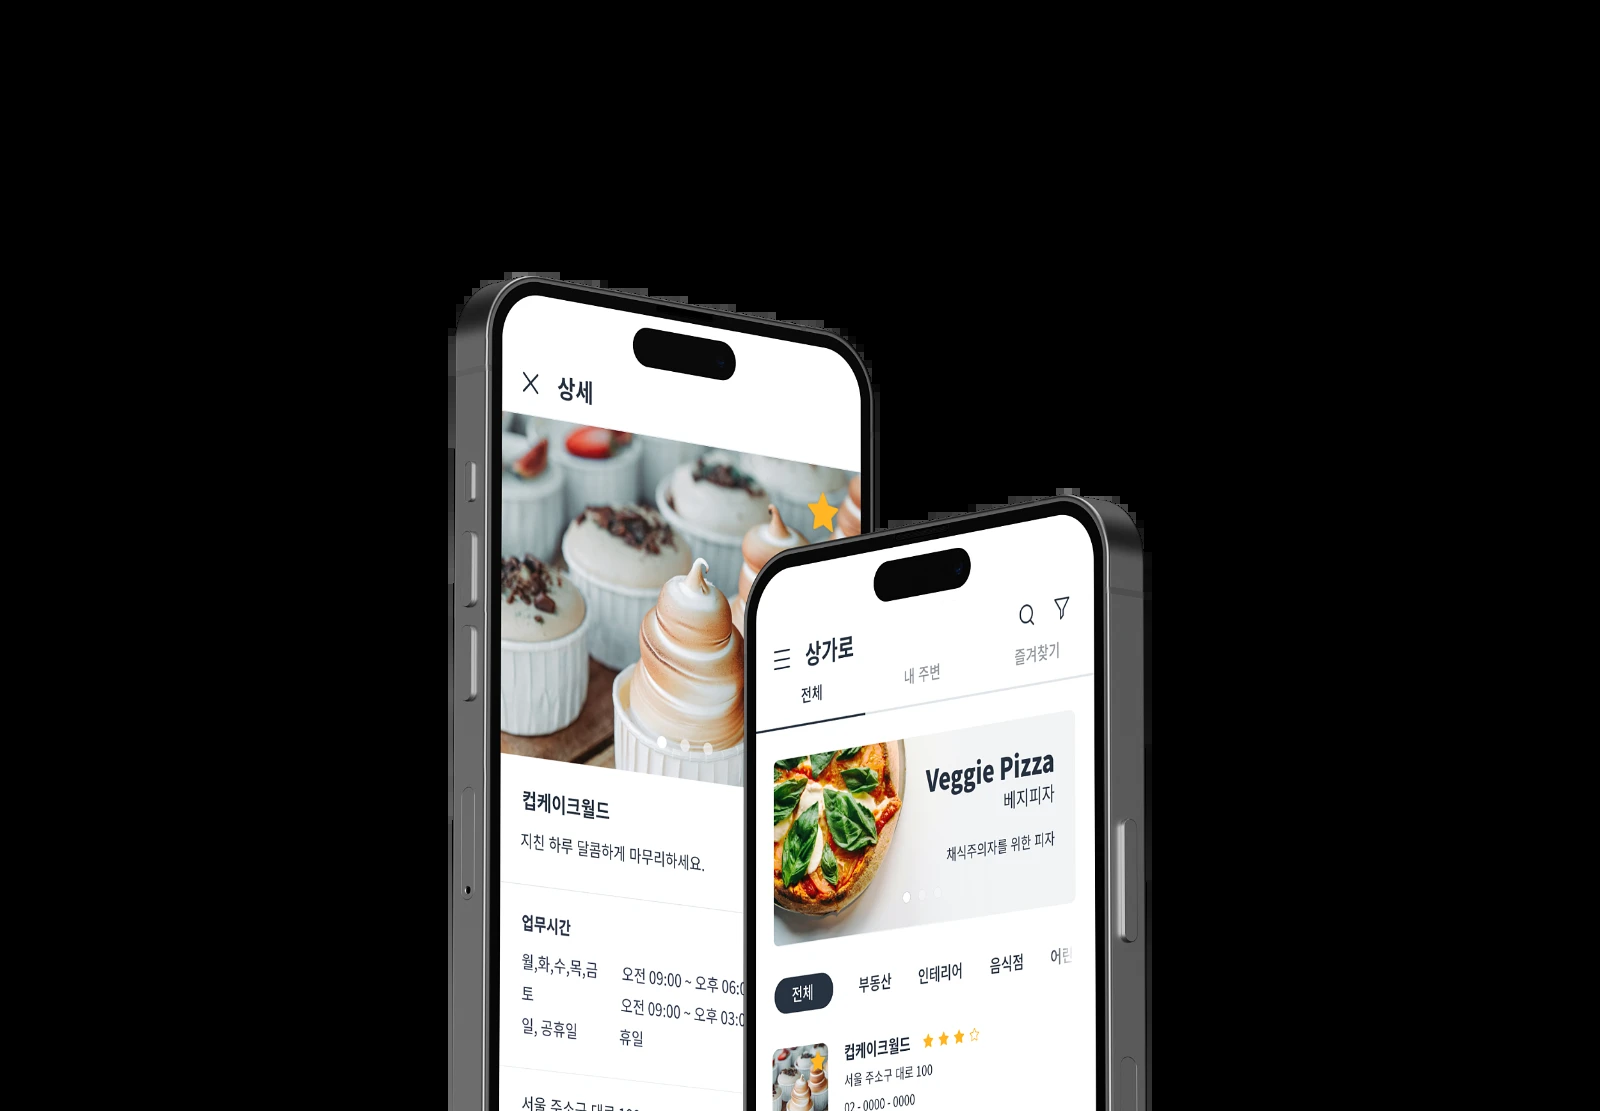 상세
컵케이크월드
지친 하루 달콤하게 마무리하세요.
업무시간
월,화,수,목,금 오전 09:00 ~ 오후 06:0
토 오전 09:00 ~ 오후 03:0
일, 공휴일 휴일
서울 주소구 대로 100
상가로
전체 내 주변 즐겨찾기
Veggie Pizza
베지피자
채식주의자를 위한 피자
전체 부동산 인테리어 음식점 어린
컵케이크월드
서울 주소구 대로 100
02 - 0000 - 0000